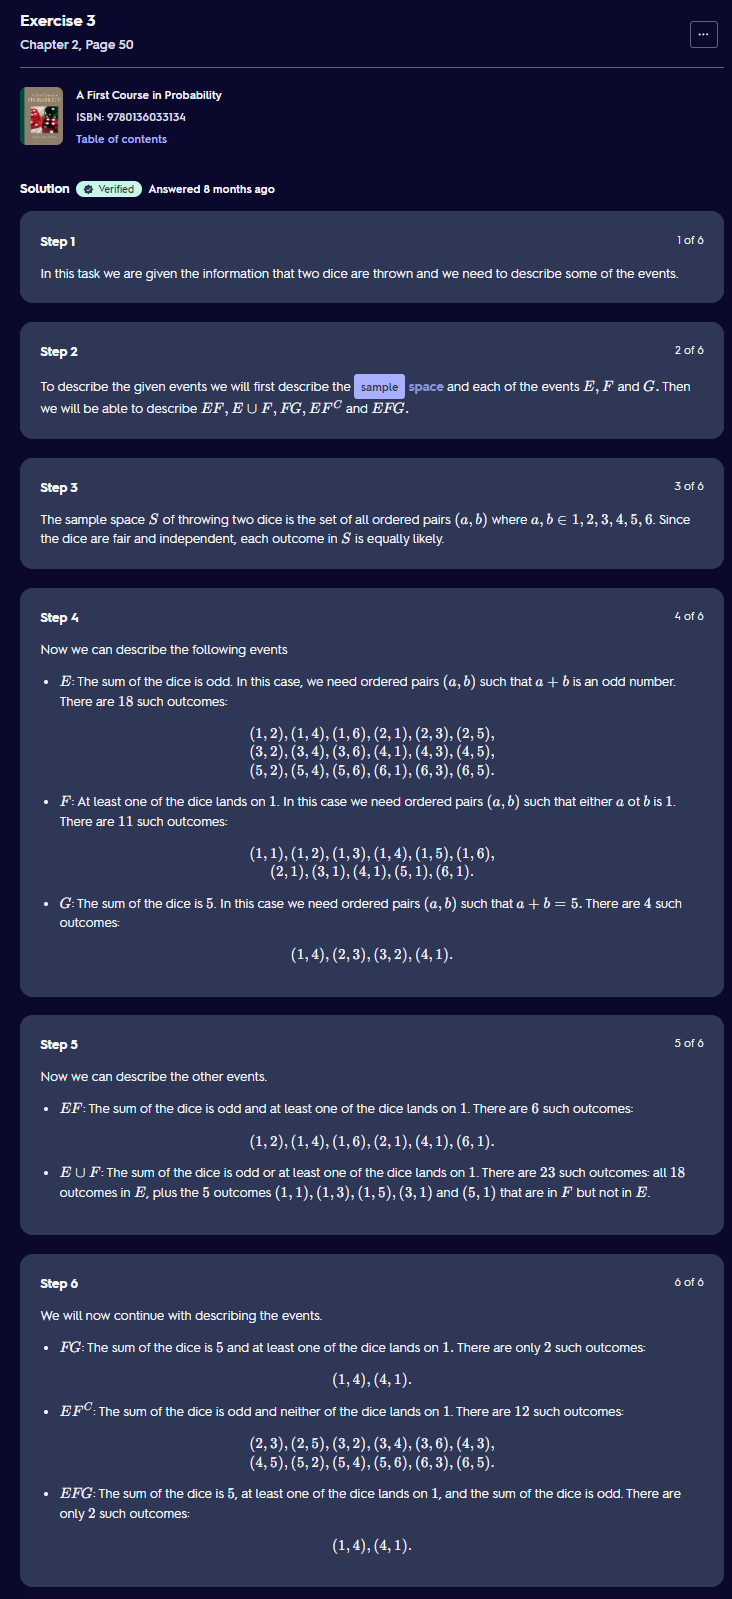 Exercise 3
Chapter 2, Page 50
...
A First Course in Probability
ISBN: 9780136033134
Table of contents
Solution Verified Answered 8 months ago
Step 1
1 of 6
In this task we are given the information that two dice are thrown and we need to describe some of the events.
Step 2
2 of 6
To describe the given events we will first describe the sample space and each of the events E, F and G. Then
we will be able to describe EF, E ∪ F, FG, EF^C and EFG.
Step 3
3 of 6
The sample space S of throwing two dice is the set of all ordered pairs (a, b) where a, b ∈ 1, 2, 3, 4, 5, 6. Since
the dice are fair and independent, each outcome in S is equally likely.
Step 4
4 of 6
Now we can describe the following events
• E: The sum of the dice is odd. In this case, we need ordered pairs (a, b) such that a + b is an odd number.
There are 18 such outcomes:
(1, 2), (1, 4), (1, 6), (2, 1), (2, 3), (2, 5),
(3, 2), (3, 4), (3, 6), (4, 1), (4, 3), (4, 5),
(5, 2), (5, 4), (5, 6), (6, 1), (6, 3), (6, 5).
• F: At least one of the dice lands on 1. In this case we need ordered pairs (a, b) such that either a ot b is 1.
There are 11 such outcomes:
(1, 1), (1, 2), (1, 3), (1, 4), (1, 5), (1, 6),
(2, 1), (3, 1), (4, 1), (5, 1), (6, 1).
• G: The sum of the dice is 5. In this case we need ordered pairs (a, b) such that a + b = 5. There are 4 such
outcomes:
(1, 4), (2, 3), (3, 2), (4, 1).
Step 5
5 of 6
Now we can describe the other events.
• EF: The sum of the dice is odd and at least one of the dice lands on 1. There are 6 such outcomes:
(1, 2), (1, 4), (1, 6), (2, 1), (4, 1), (6, 1).
• E ∪ F: The sum of the dice is odd or at least one of the dice lands on 1. There are 23 such outcomes: all 18
outcomes in E, plus the 5 outcomes (1, 1), (1, 3), (1, 5), (3, 1) and (5, 1) that are in F but not in E.
Step 6
6 of 6
We will now continue with describing the events.
• FG: The sum of the dice is 5 and at least one of the dice lands on 1. There are only 2 such outcomes:
(1, 4), (4, 1).
• EF^C: The sum of the dice is odd and neither of the dice lands on 1. There are 12 such outcomes:
(2, 3), (2, 5), (3, 2), (3, 4), (3, 6), (4, 3),
(4, 5), (5, 2), (5, 4), (5, 6), (6, 3), (6, 5).
• EFG: The sum of the dice is 5, at least one of the dice lands on 1, and the sum of the dice is odd. There are
only 2 such outcomes:
(1, 4), (4, 1).